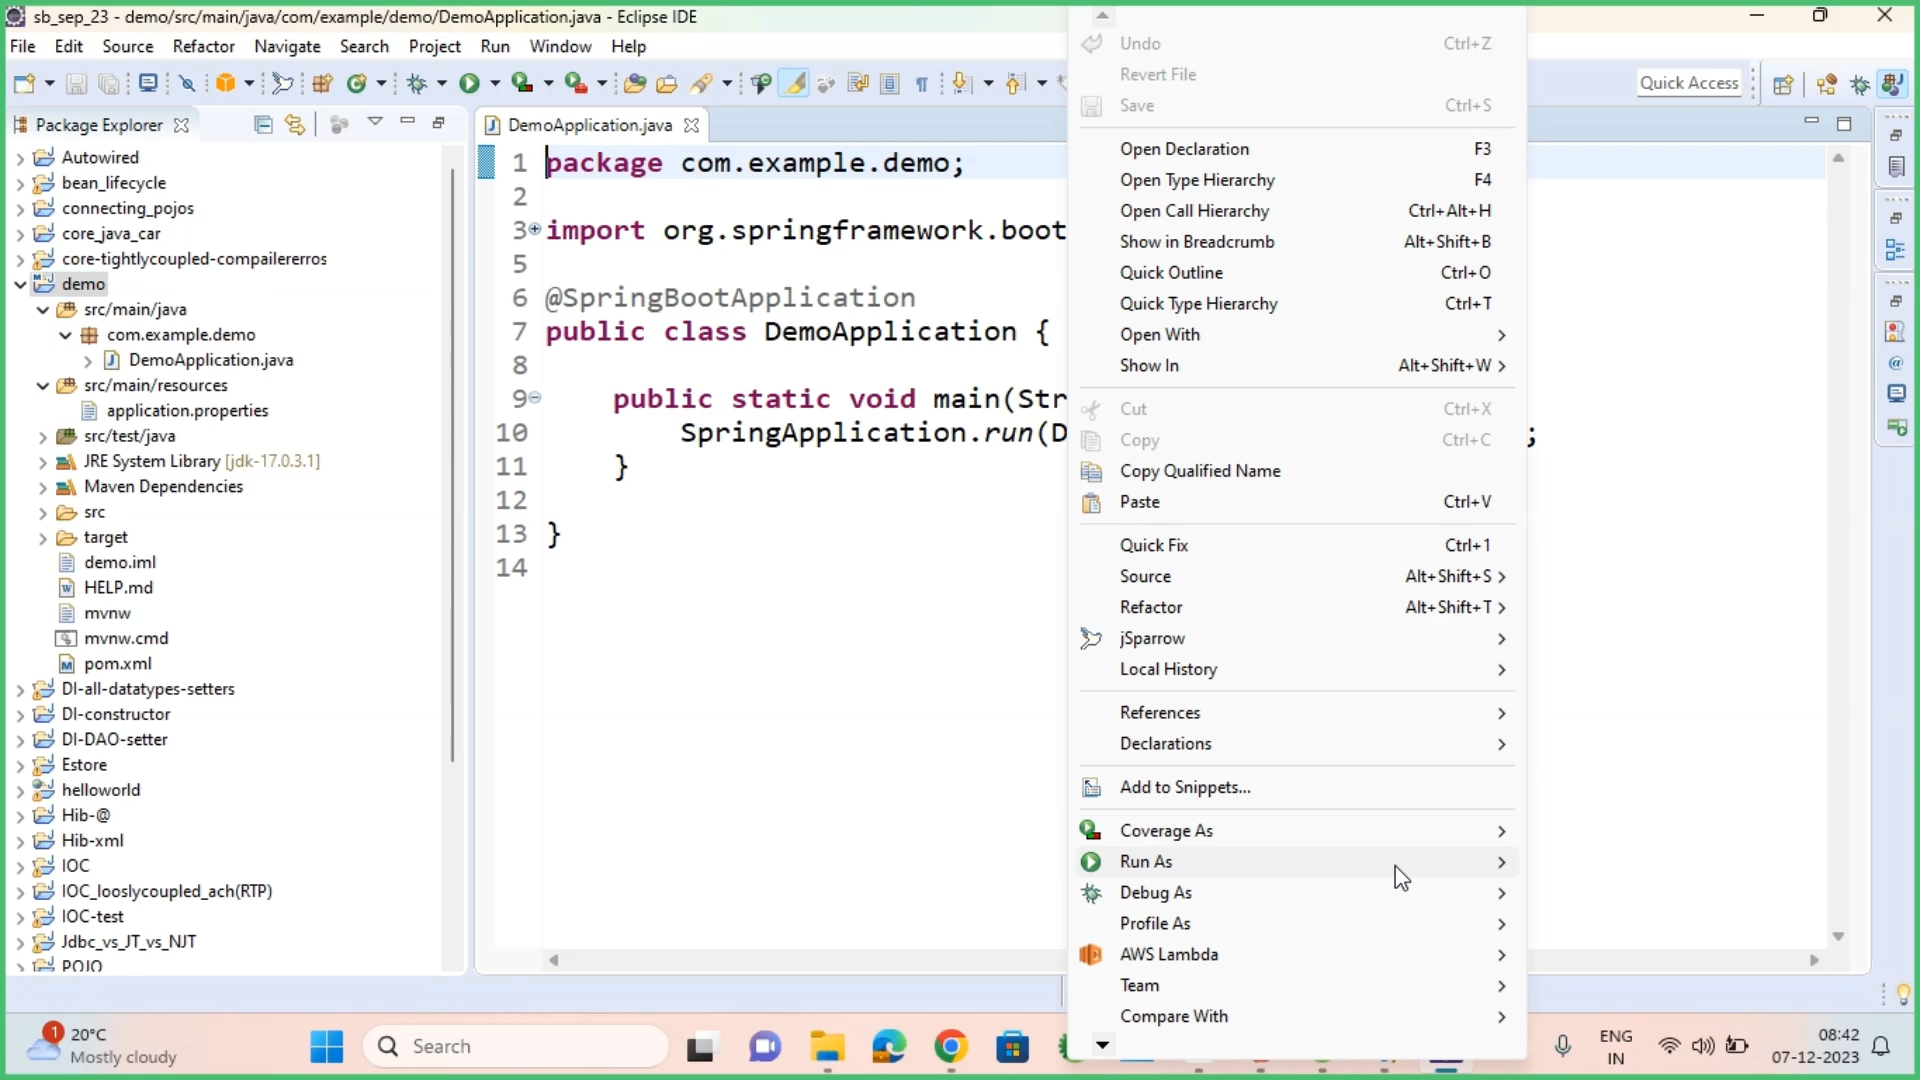 sb_sep_23 - demo/src/main/java/com/example/demo/DemoApplication.java - Eclipse IDE
File Edit Source Refactor Navigate Search Project Run Window Help
Quick Access
Package Explorer
Autowired
bean_lifecycle
connecting_pojos
core_java_car
core-tightlycoupled-compailererros
demo
src/main/java
com.example.demo
DemoApplication.java
src/main/resources
application.properties
src/test/java
JRE System Library [jdk-17.0.3.1]
Maven Dependencies
src
target
demo.iml
HELP.md
mvnw
mvnw.cmd
pom.xml
DI-all-datatypes-setters
DI-constructor
DI-DAO-setter
Estore
helloworld
Hib-@
Hib-xml
IOC
IOC_looslycoupled_ach(RTP)
IOC-test
Jdbc_vs_JT_vs_NJT
POJO
DemoApplication.java
1 package com.example.demo;
2
3 import org.springframework.boot
5
6 @SpringBootApplication
7 public class DemoApplication {
8
9 public static void main(Str
10 SpringApplication.run(D ;
11 }
12
13 }
14
Undo Ctrl+Z
Revert File
Save Ctrl+S
Open Declaration F3
Open Type Hierarchy F4
Open Call Hierarchy Ctrl+Alt+H
Show in Breadcrumb Alt+Shift+B
Quick Outline Ctrl+O
Quick Type Hierarchy Ctrl+T
Open With
Show In Alt+Shift+W
Cut Ctrl+X
Copy Ctrl+C
Copy Qualified Name
Paste Ctrl+V
Quick Fix Ctrl+1
Source Alt+Shift+S
Refactor Alt+Shift+T
jSparrow
Local History
References
Declarations
Add to Snippets...
Coverage As
Run As
Debug As
Profile As
AWS Lambda
Team
Compare With
1
20°C
Mostly cloudy
Search
ENG
IN
08:42
07-12-2023